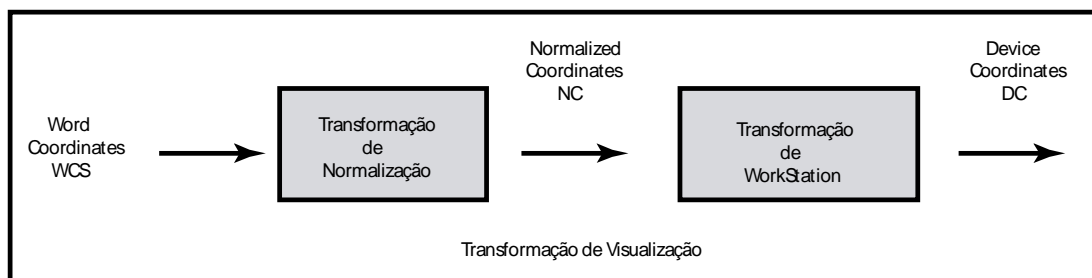 Word
Coordinates
WCS
Transformação
de
Normalização
Normalized
Coordinates
NC
Transformação
de
WorkStation
Device
Coordinates
DC
Transformação de Visualização